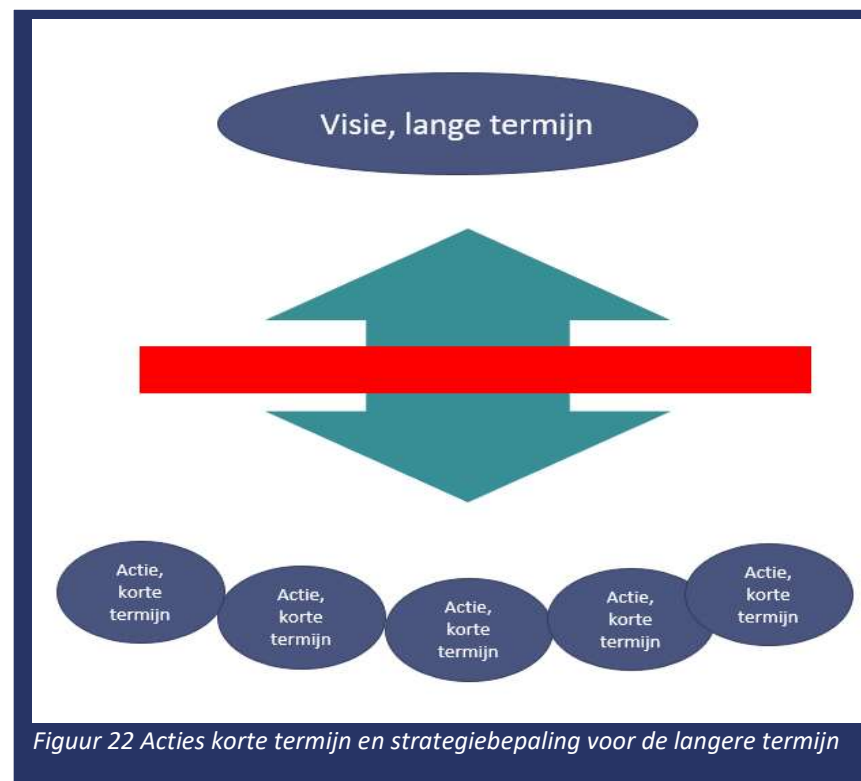 Visie, lange termijn
Actie,
korte
termijn
Actie,
korte
termijn
Actie,
korte
termijn
Actie,
korte
termijn
Actie,
korte
termijn
Figuur 22 Acties korte termijn en strategiebepaling voor de langere termijn